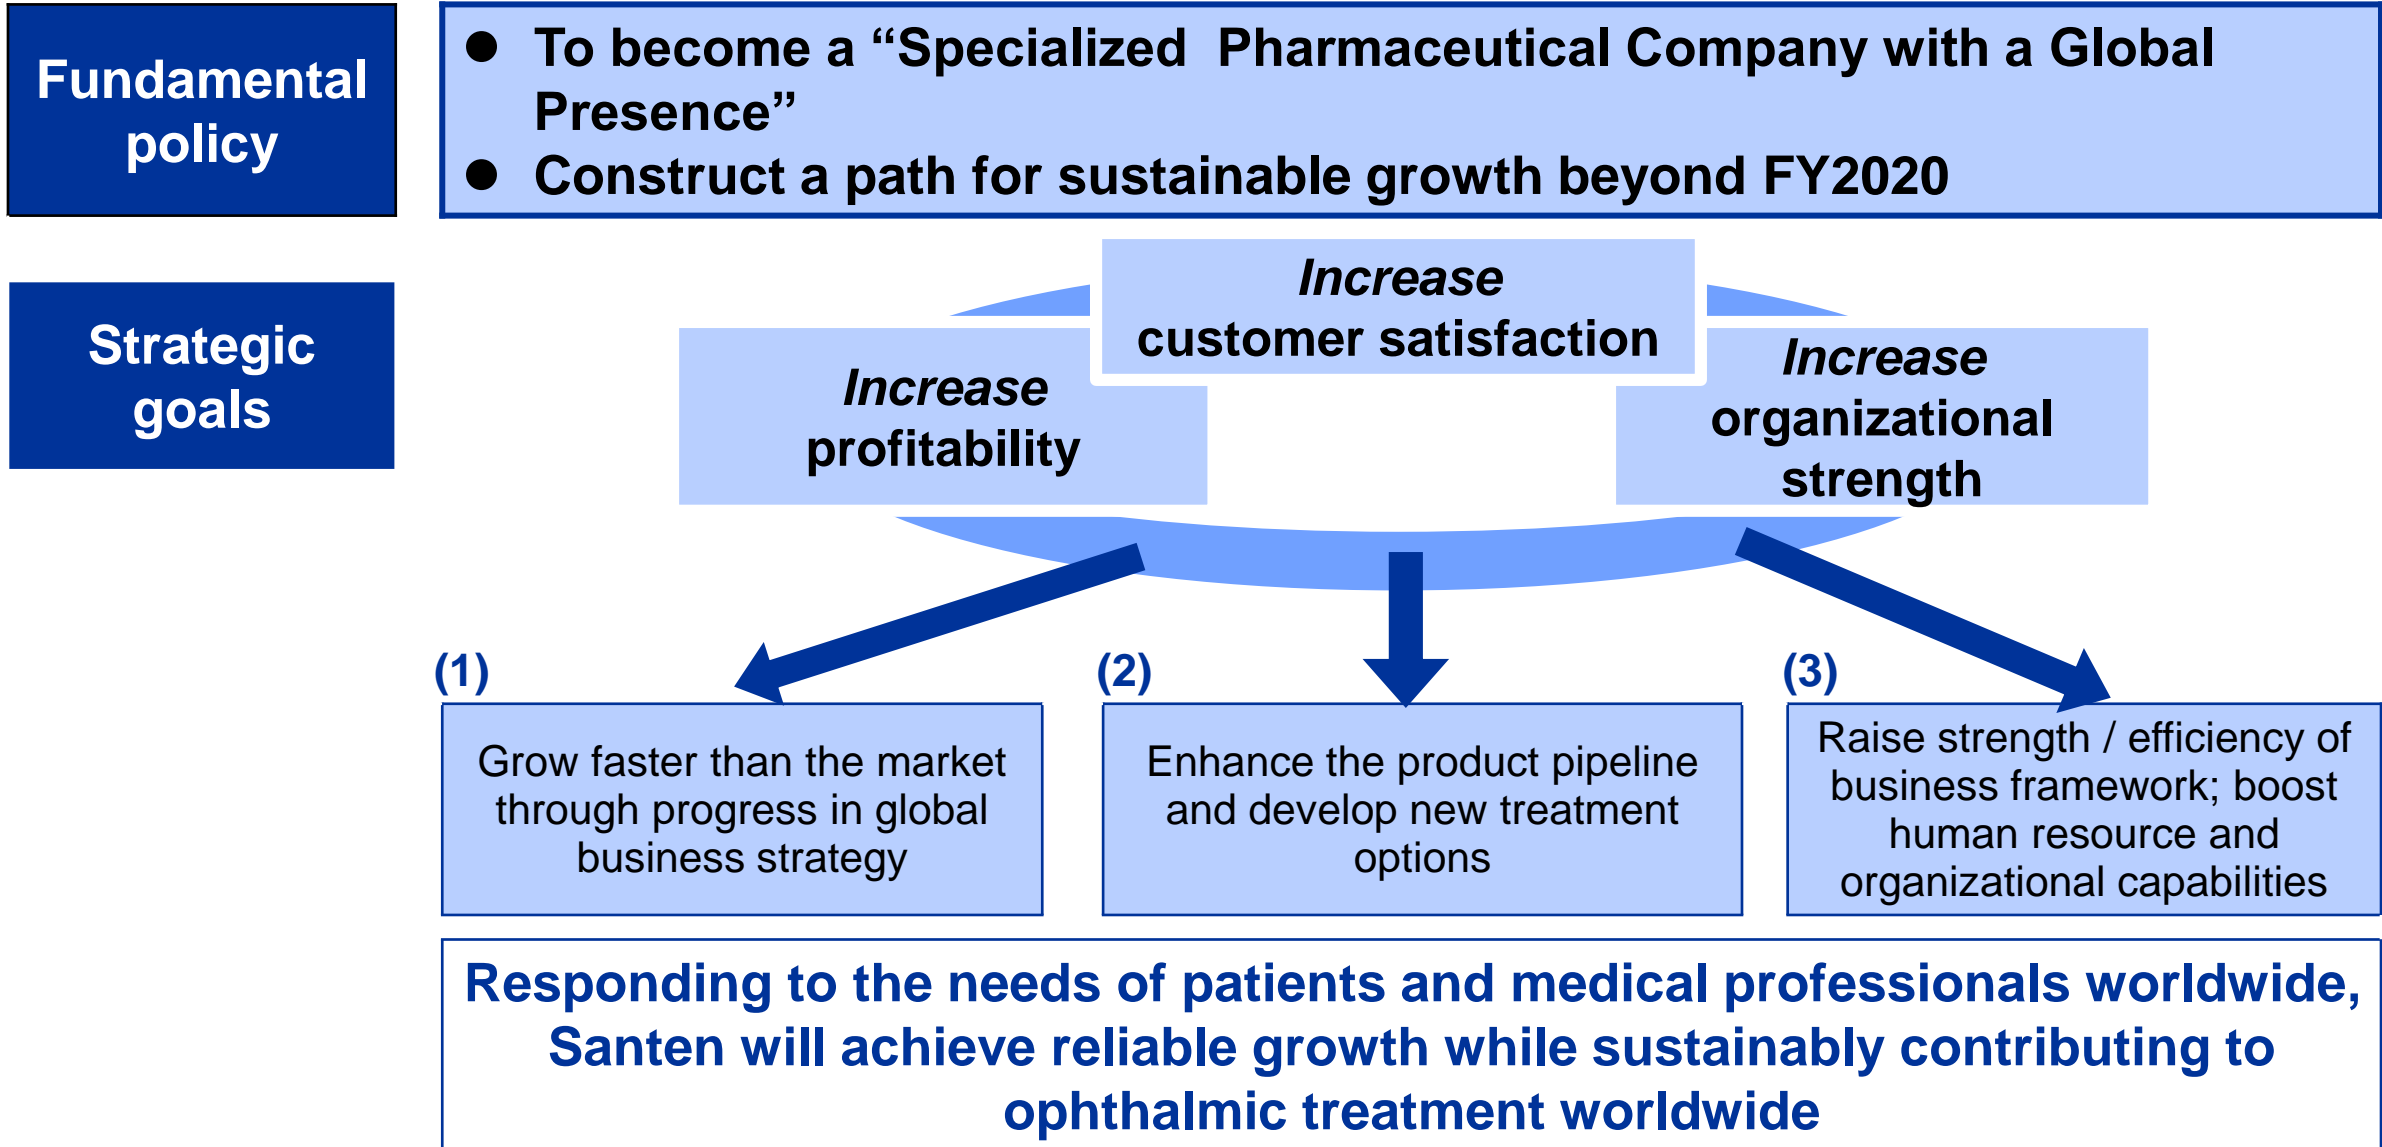 Fundamental
policy
● To become a “Specialized  Pharmaceutical Company with a Global
Presence”
● Construct a path for sustainable growth beyond FY2020
Strategic
goals
Increase
customer satisfaction
Increase
profitability
Increase
organizational
strength
(1)
Grow faster than the market
through progress in global
business strategy
(2)
Enhance the product pipeline
and develop new treatment
options
(3)
Raise strength / efficiency of
business framework; boost
human resource and
organizational capabilities
Responding to the needs of patients and medical professionals worldwide,
Santen will achieve reliable growth while sustainably contributing to
ophthalmic treatment worldwide